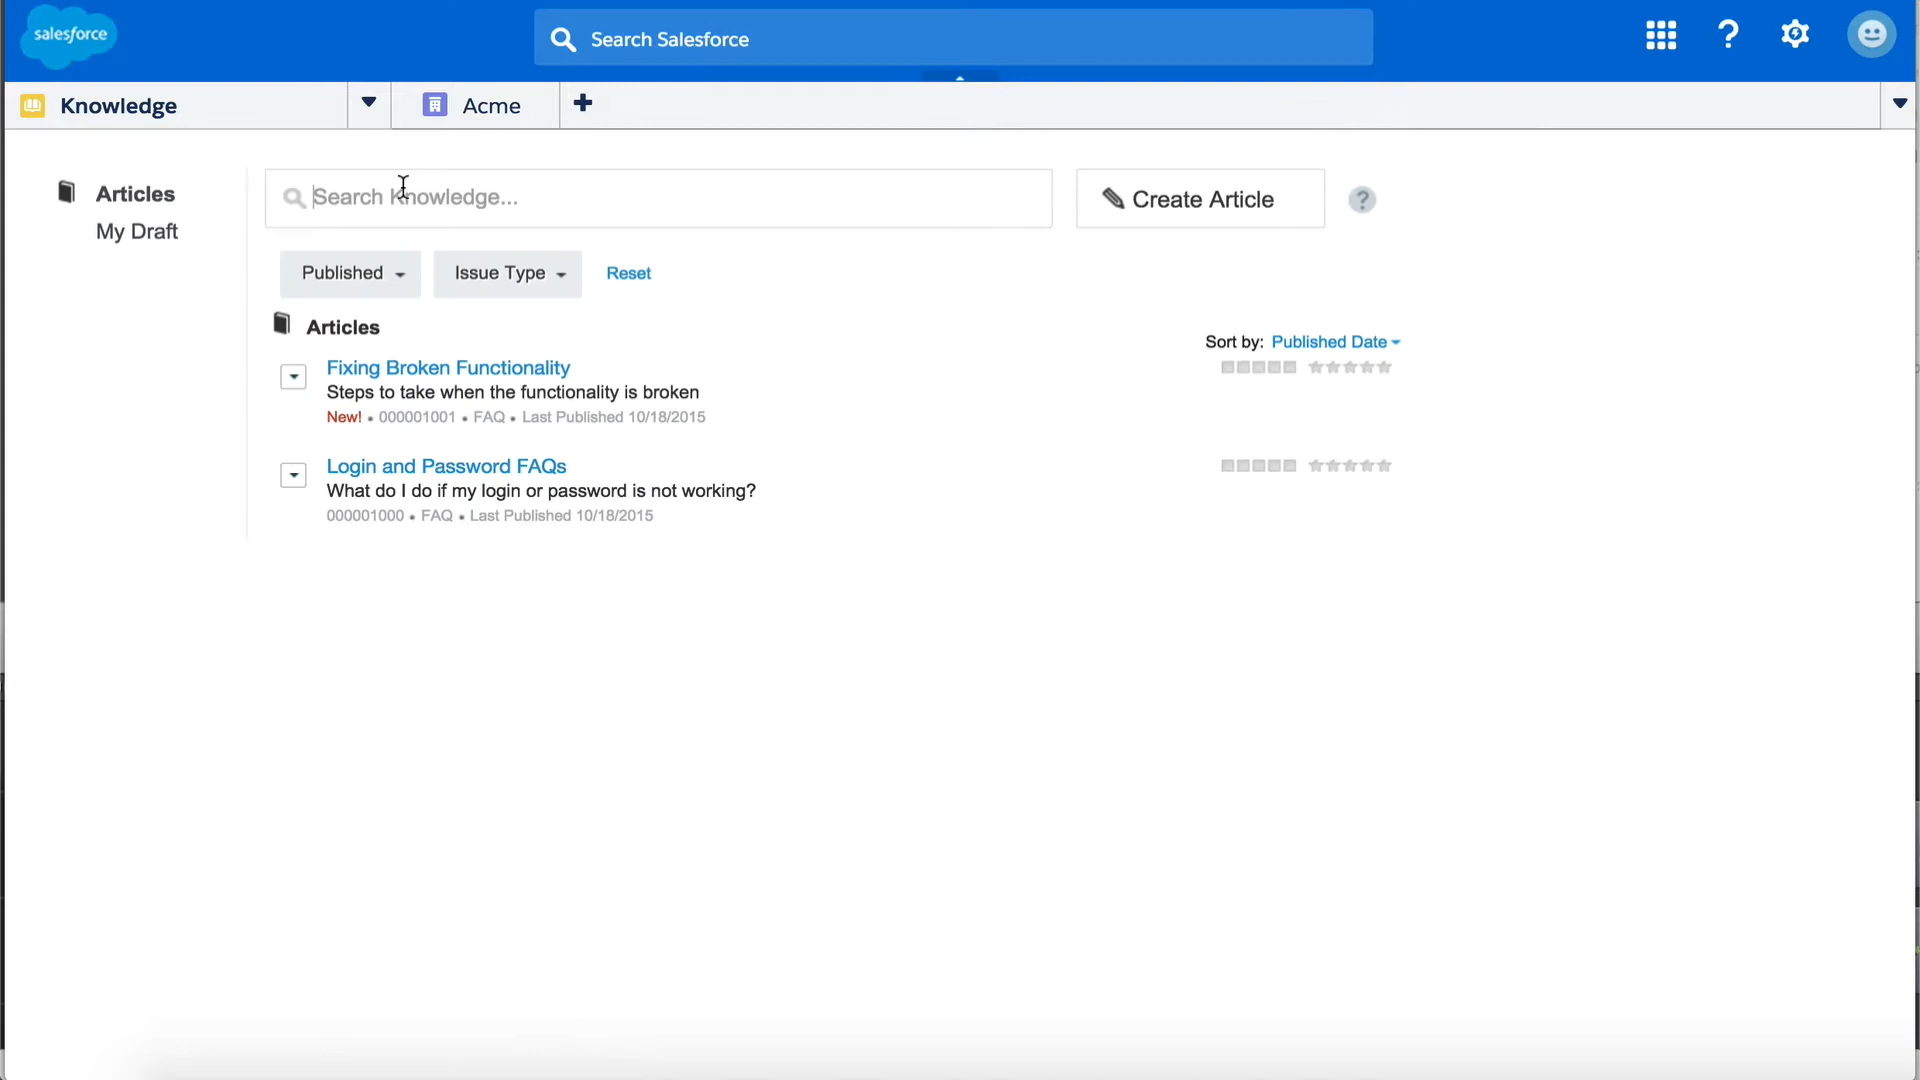 salesforce
Search Salesforce
?
Knowledge
Acme
Articles
My Draft
Search Knowledge...
Create Article
?
Published
Issue Type
Reset
Articles
Sort by: Published Date
Fixing Broken Functionality
Steps to take when the functionality is broken
New! • 000001001 • FAQ • Last Published 10/18/2015
Login and Password FAQs
What do I do if my login or password is not working?
000001000 • FAQ • Last Published 10/18/2015